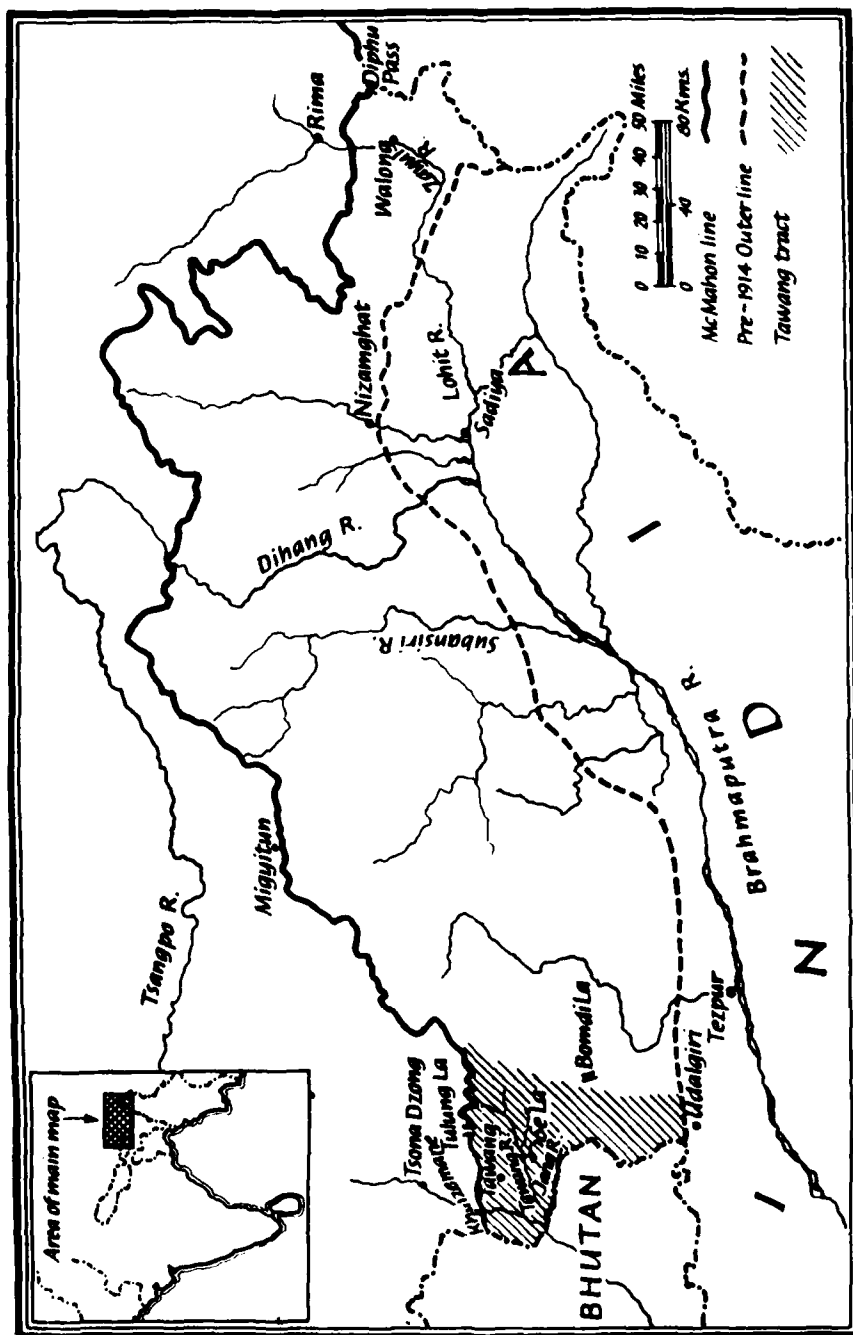 Area of main map
Tsangpo R.
Migyitun
Tsona Dzong
Tulung La
Khinzemane
Tawang
Tawang R.
Se La
BHUTAN
Bomdi La
Udalgiri
Tezpur
Subansiri R.
Dihang R.
Nizamghat
Lohit R.
Sadiya
Brahmaputra R.
Rima
Walong
Diphu
Pass
I N D I A
0 10 20 30 40 50 Miles
0 40 80 Kms.
McMahon line
Pre-1914 Outer line
Tawang tract